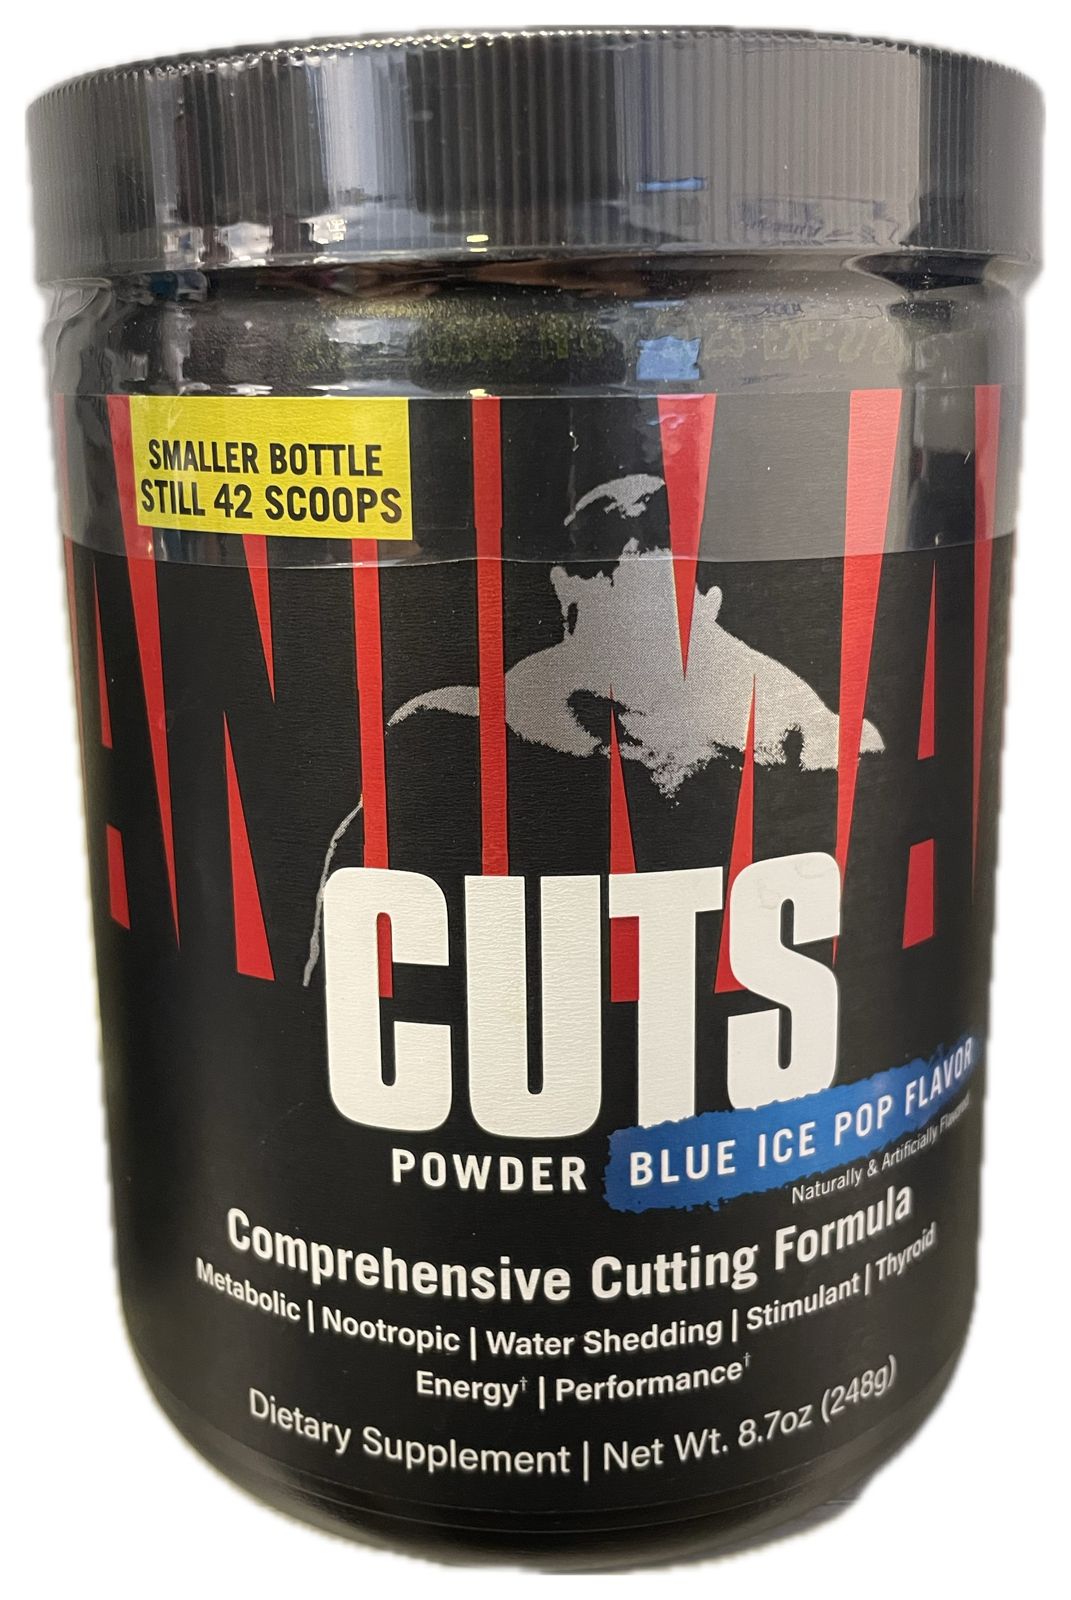 SMALLER BOTTLE
STILL 42 SCOOPS
ANIMA
CUTS
POWDER
BLUE ICE POP FLAVOR
Naturally & Artificially Flavored
Comprehensive Cutting Formula
Metabolic | Nootropic | Water Shedding | Stimulant | Thyroid
Energy† | Performance†
Dietary Supplement | Net Wt. 8.7oz (248g)